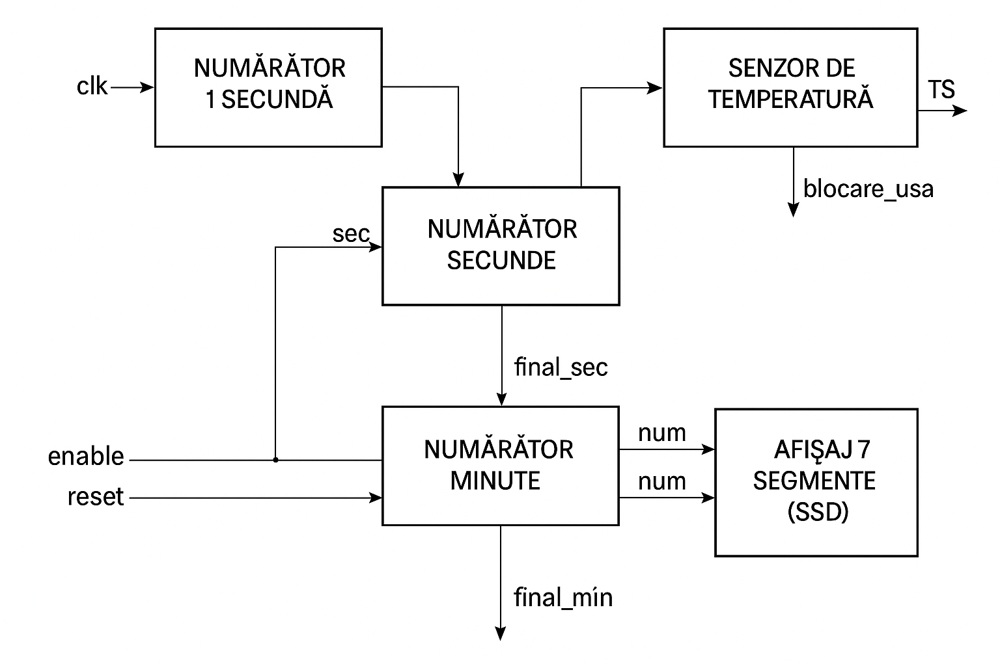 clk
NUMĂRĂTOR
1 SECUNDĂ
SENZOR DE
TEMPERATURĂ
TS
blocare_usa
sec
NUMĂRĂTOR
SECUNDE
final_sec
enable
reset
NUMĂRĂTOR
MINUTE
num
num
AFIŞAJ 7
SEGMENTE
(SSD)
final_mín